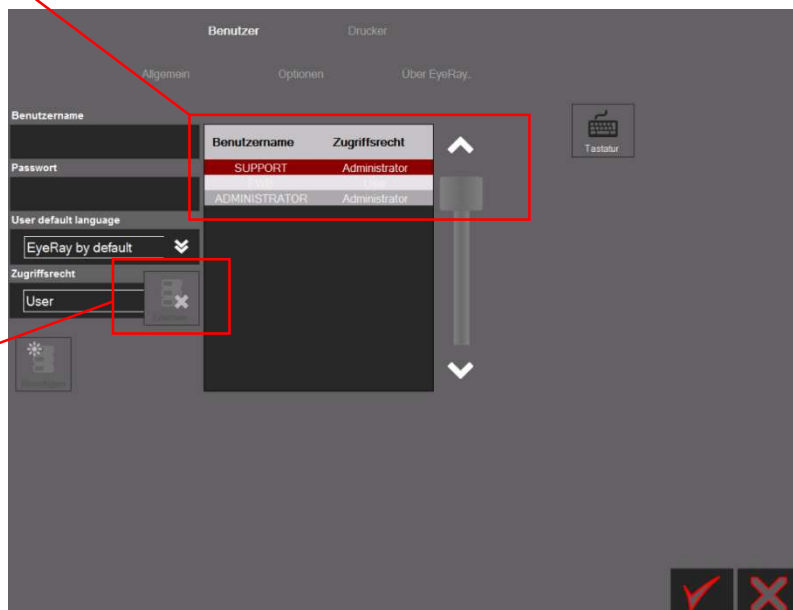 Benutzer Drucker
Allgemein Optionen Über EyeRay..
Benutzername
Passwort
User default language
EyeRay by default
Zugriffsrecht
User
Benutzername Zugriffsrecht
SUPPORT Administrator
ADMINISTRATOR Administrator
Tastatur